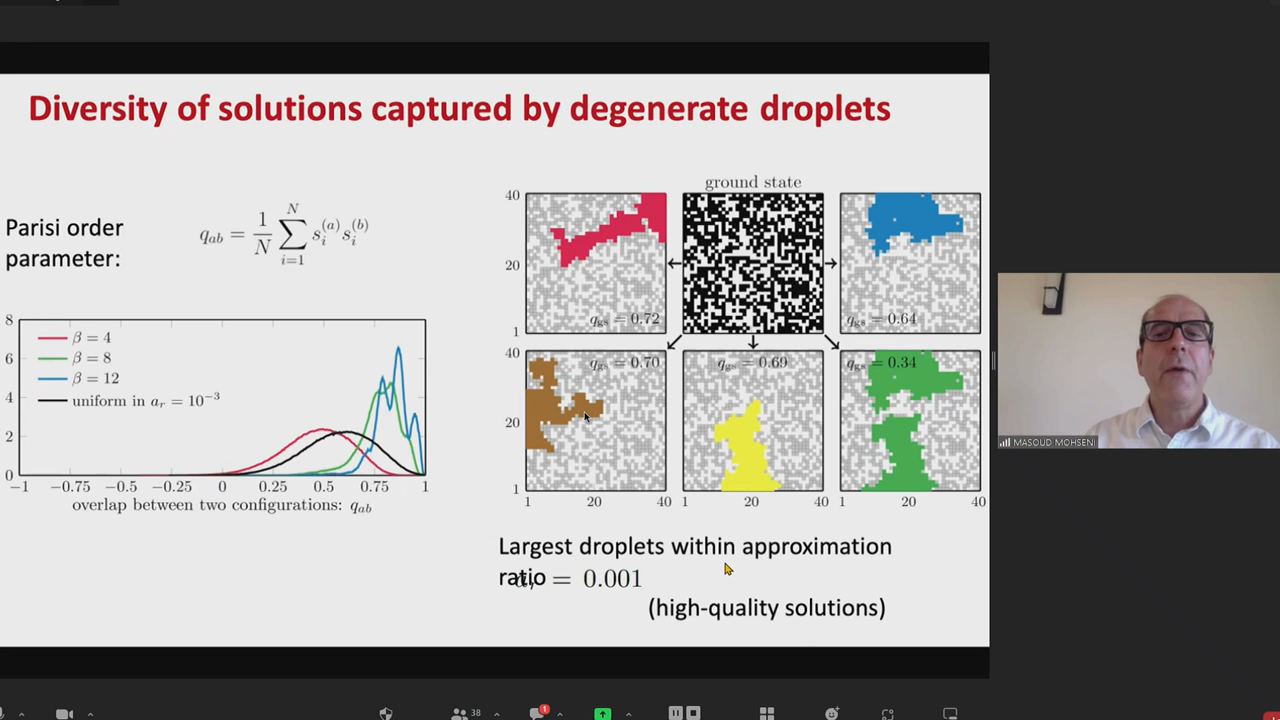 Diversity of solutions captured by degenerate droplets
Parisi order
parameter:
q_ab = 1/N ∑_{i=1}^{N} s_i^{(a)} s_i^{(b)}
8
6
4
2
0
β = 4
β = 8
β = 12
uniform in a_r = 10^{-3}
−1 −0.75 −0.5 −0.25 0 0.25 0.5 0.75 1
overlap between two configurations: q_ab
ground state
40
20
1
q_gs = 0.72
q_gs = 0.64
40
20
1
q_gs = 0.70
q_gs = 0.69
q_gs = 0.34
1 20 40 1 20 40 1 20 40
Largest droplets within approximation
ratio = 0.001
(high-quality solutions)
MASOUD MOHSENI
38
1